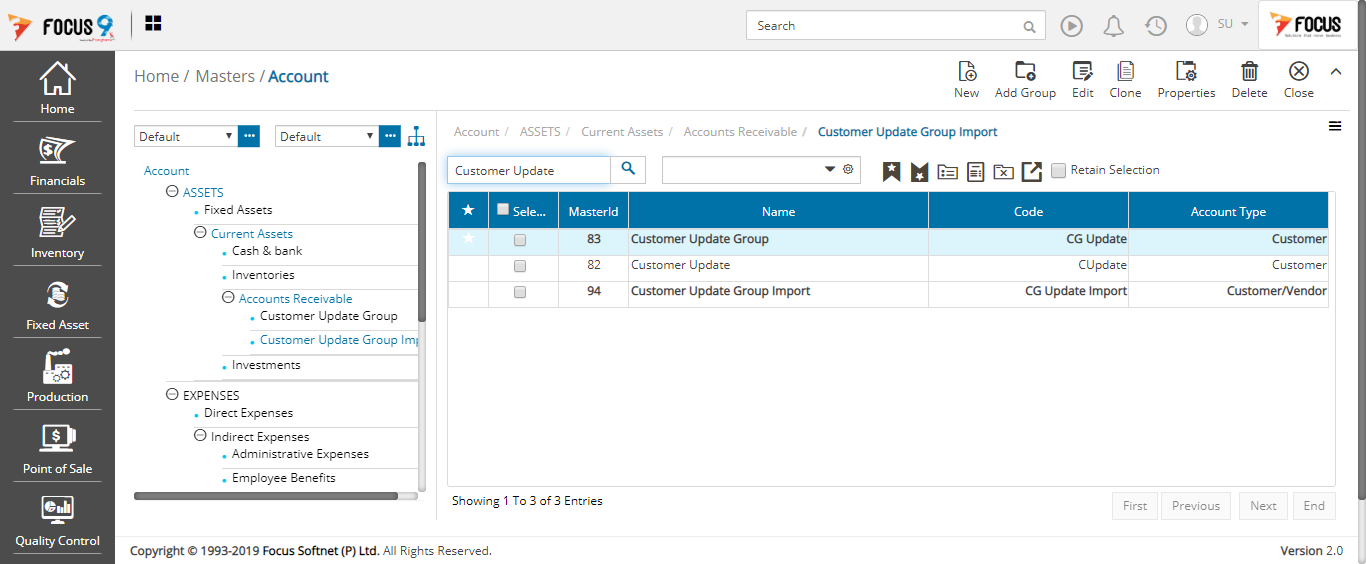 FOCUS 9
Search
SU
FOCUS
Home / Masters / Account
New
Add Group
Edit
Clone
Properties
Delete
Close
Home
Financials
Inventory
Fixed Asset
Production
Point of Sale
Quality Control
Default
Default
Account
ASSETS
Fixed Assets
Current Assets
Cash & bank
Inventories
Accounts Receivable
Customer Update Group
Customer Update Group Imp
Investments
EXPENSES
Direct Expenses
Indirect Expenses
Administrative Expenses
Employee Benefits
Account / ASSETS / Current Assets / Accounts Receivable / Customer Update Group Import
Customer Update
Retain Selection
Sele... MasterId Name Code Account Type
83 Customer Update Group CG Update Customer
82 Customer Update CUpdate Customer
94 Customer Update Group Import CG Update Import Customer/Vendor
Showing 1 To 3 of 3 Entries
First Previous Next End
Copyright © 1993-2019 Focus Softnet (P) Ltd. All Rights Reserved.
Version 2.0